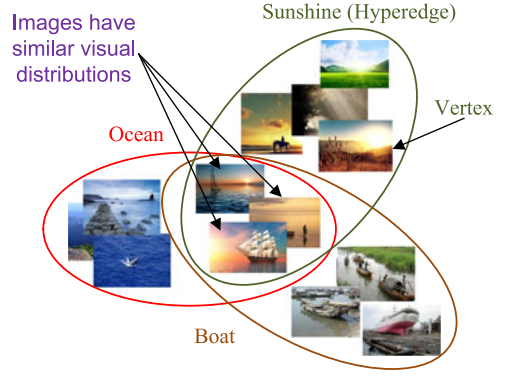 Images have
similar visual
distributions
Sunshine (Hyperedge)
Vertex
Ocean
Boat